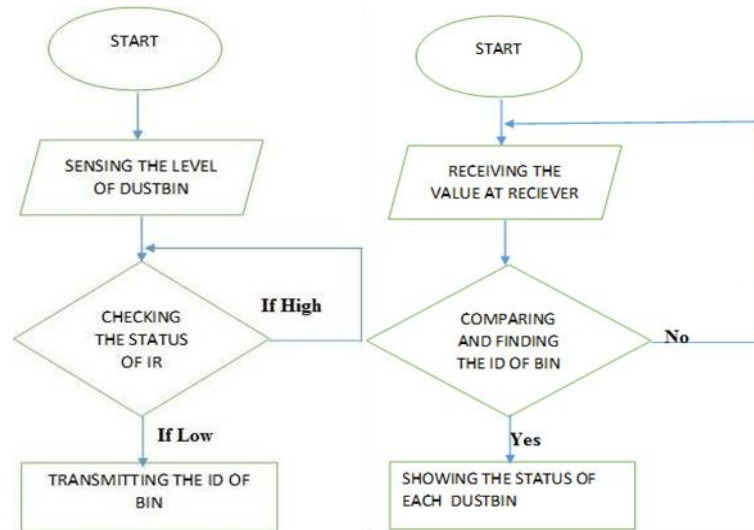 START
SENSING THE LEVEL
OF DUSTBIN
CHECKING
THE STATUS
OF IR
If High
If Low
TRANSMITTING THE ID OF
BIN
START
RECEIVING THE
VALUE AT RECIEVER
COMPARING
AND FINDING
THE ID OF BIN
No
Yes
SHOWING THE STATUS OF
EACH DUSTBIN